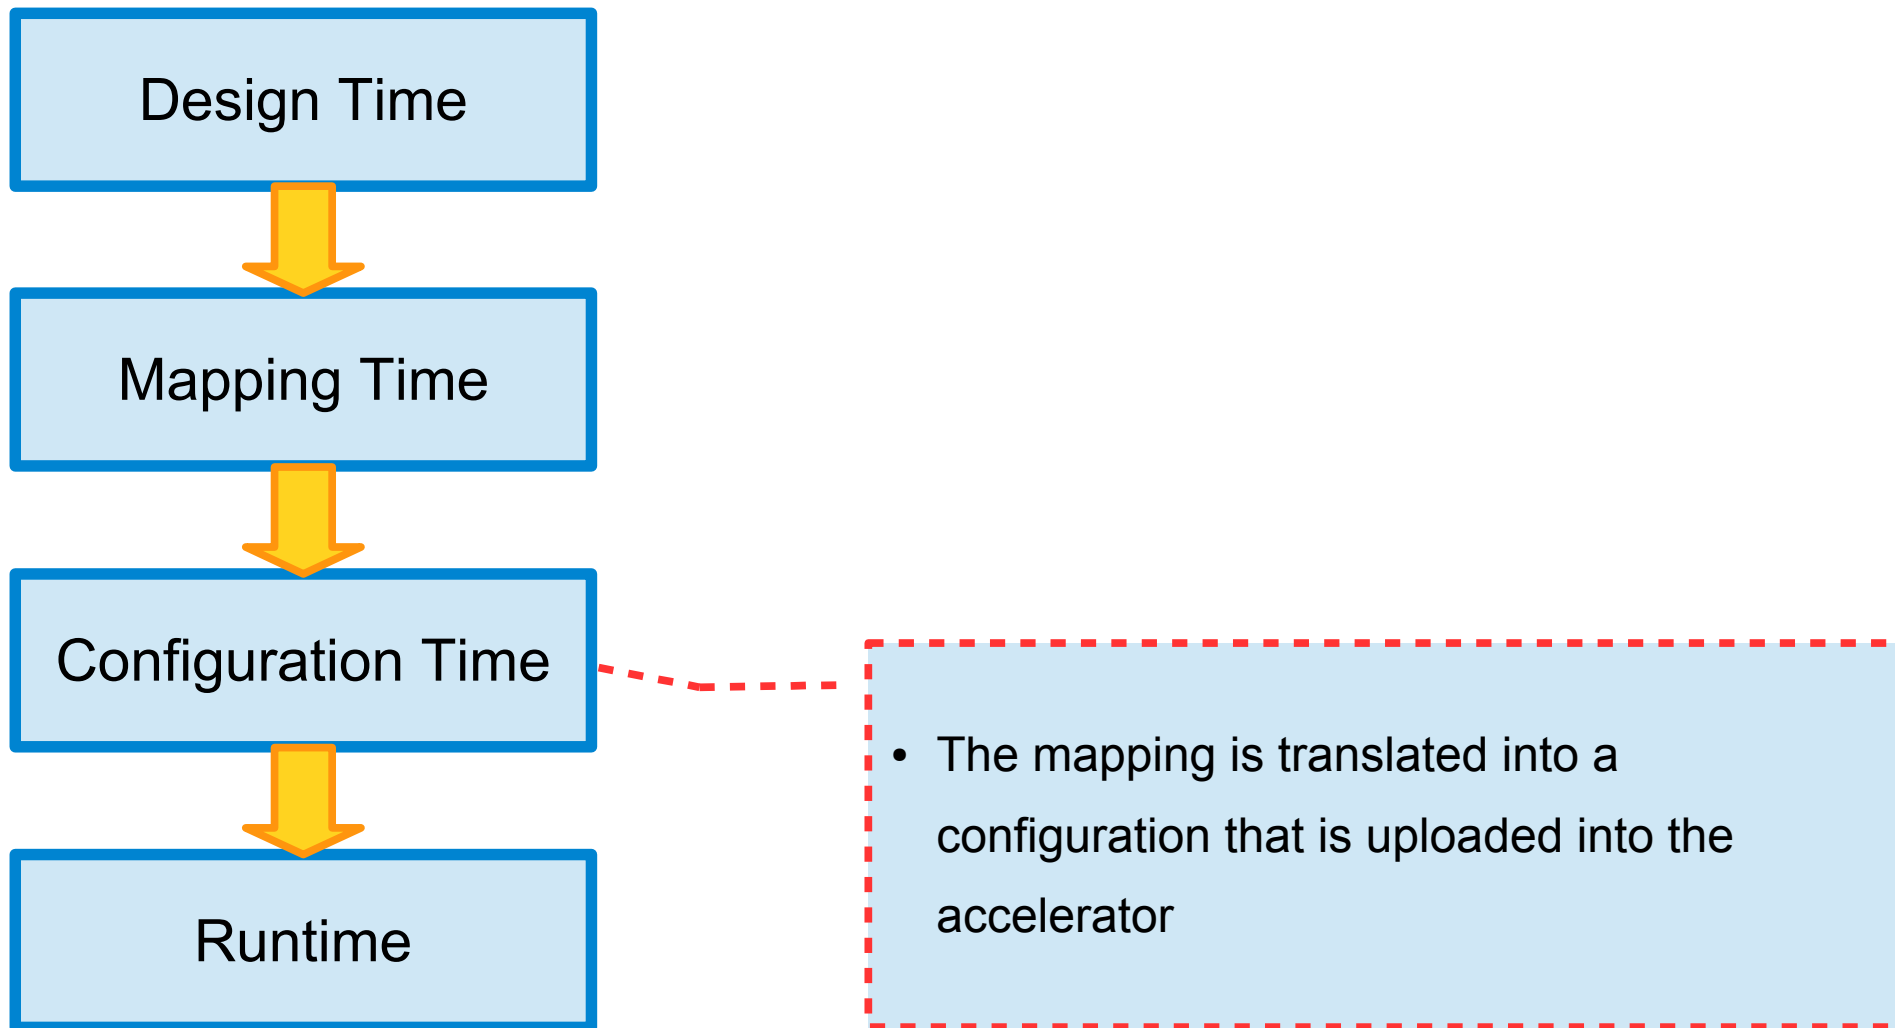 Design Time
Mapping Time
Configuration Time
Runtime
• The mapping is translated into a
configuration that is uploaded into the
accelerator